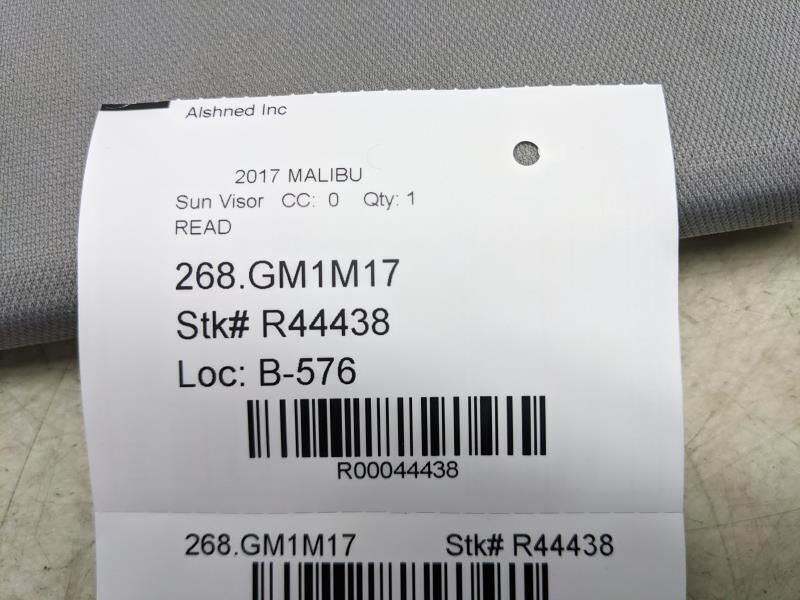 Alshned Inc
2017 MALIBU
Sun Visor CC: 0 Qty: 1
READ
268.GM1M17
Stk# R44438
Loc: B-576
R00044438
268.GM1M17 Stk# R44438